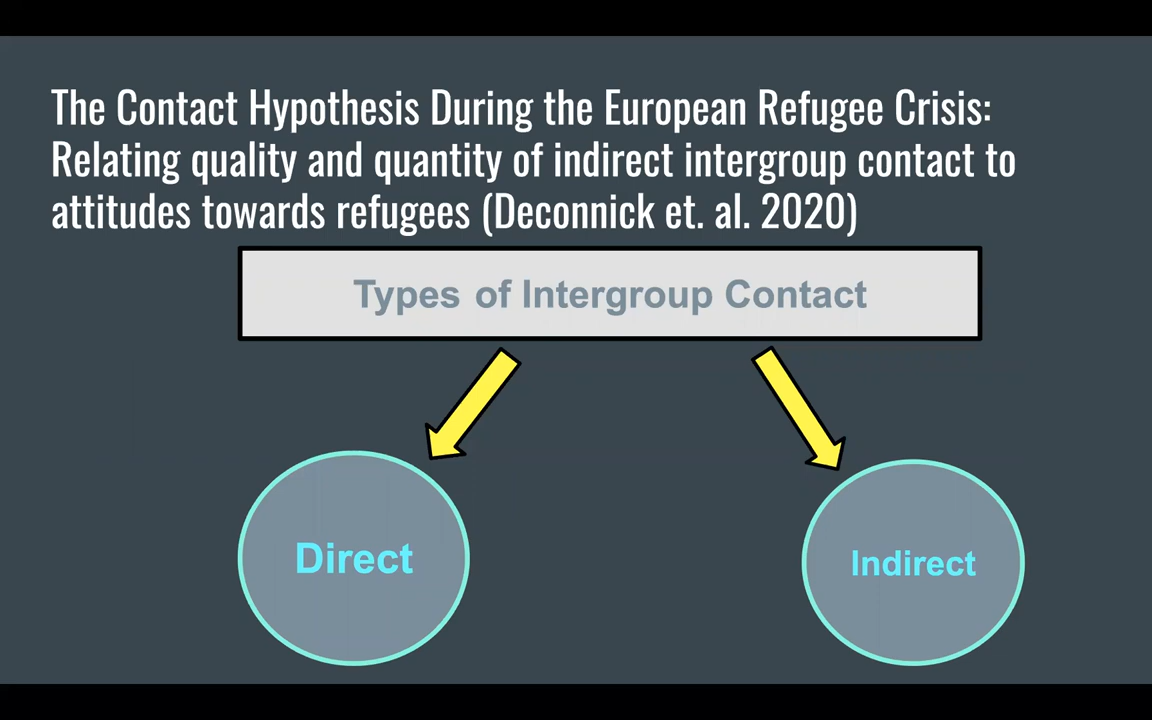 The Contact Hypothesis During the European Refugee Crisis:
Relating quality and quantity of indirect intergroup contact to
attitudes towards refugees (Deconnick et. al. 2020)
Types of Intergroup Contact
Direct
Indirect